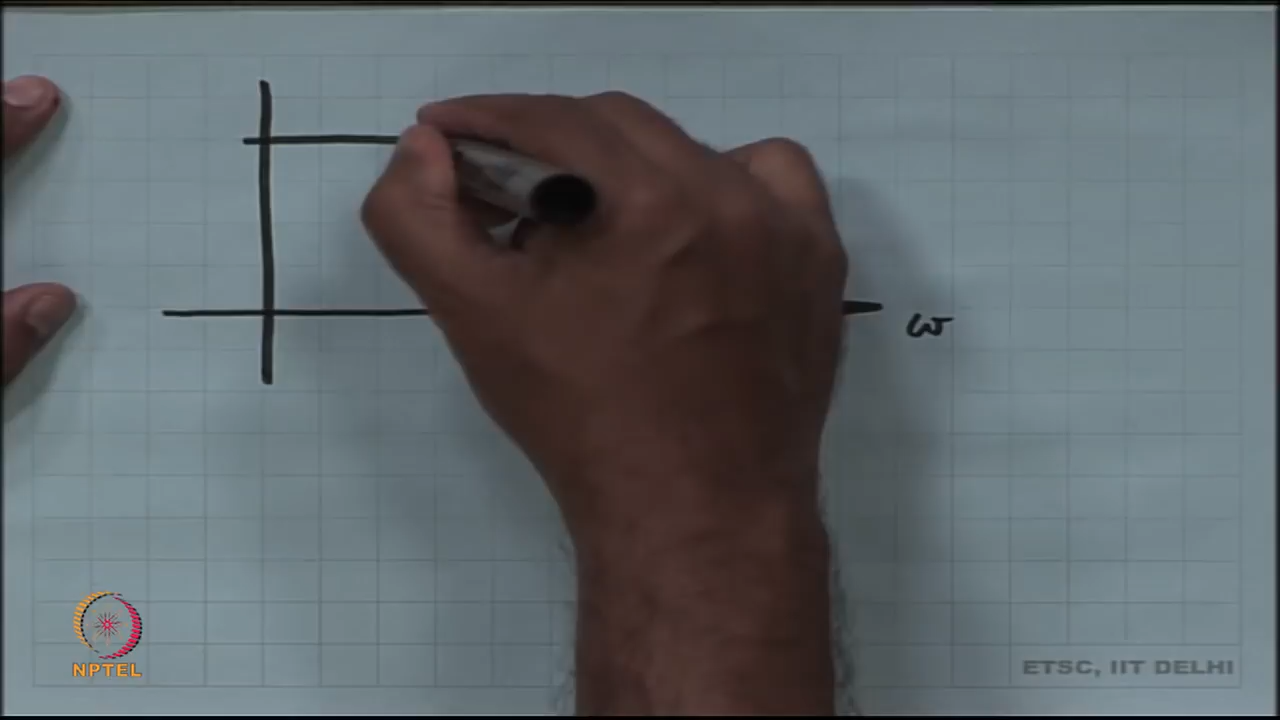 ω
NPTEL
ETSC, IIT DELHI